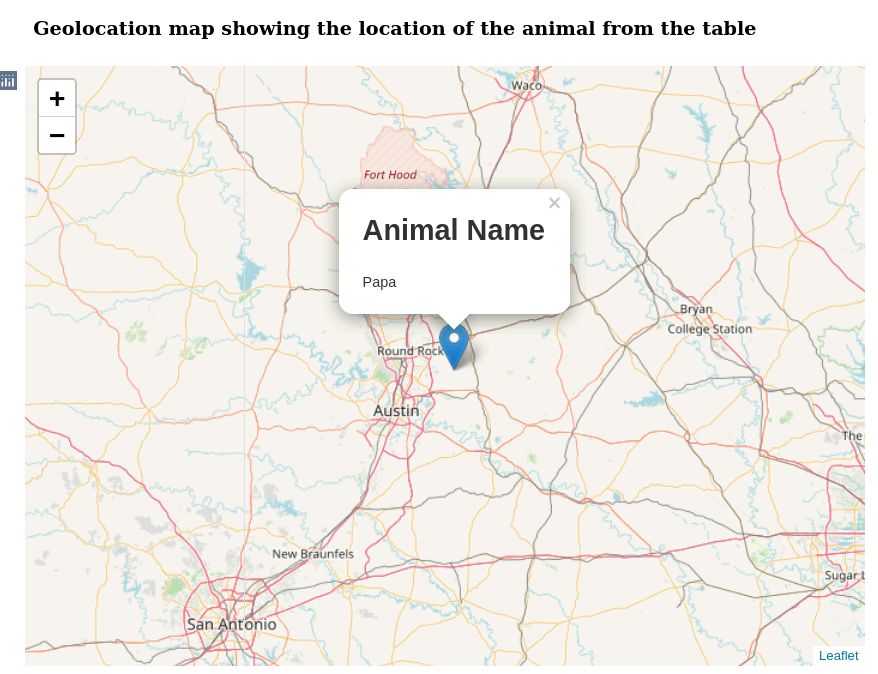 Geolocation map showing the location of the animal from the table
+
−
Waco
Fort Hood
×
Animal Name
Papa
Bryan
College Station
Round Rock
Austin
The
New Braunfels
Sugar L
San Antonio
Leaflet